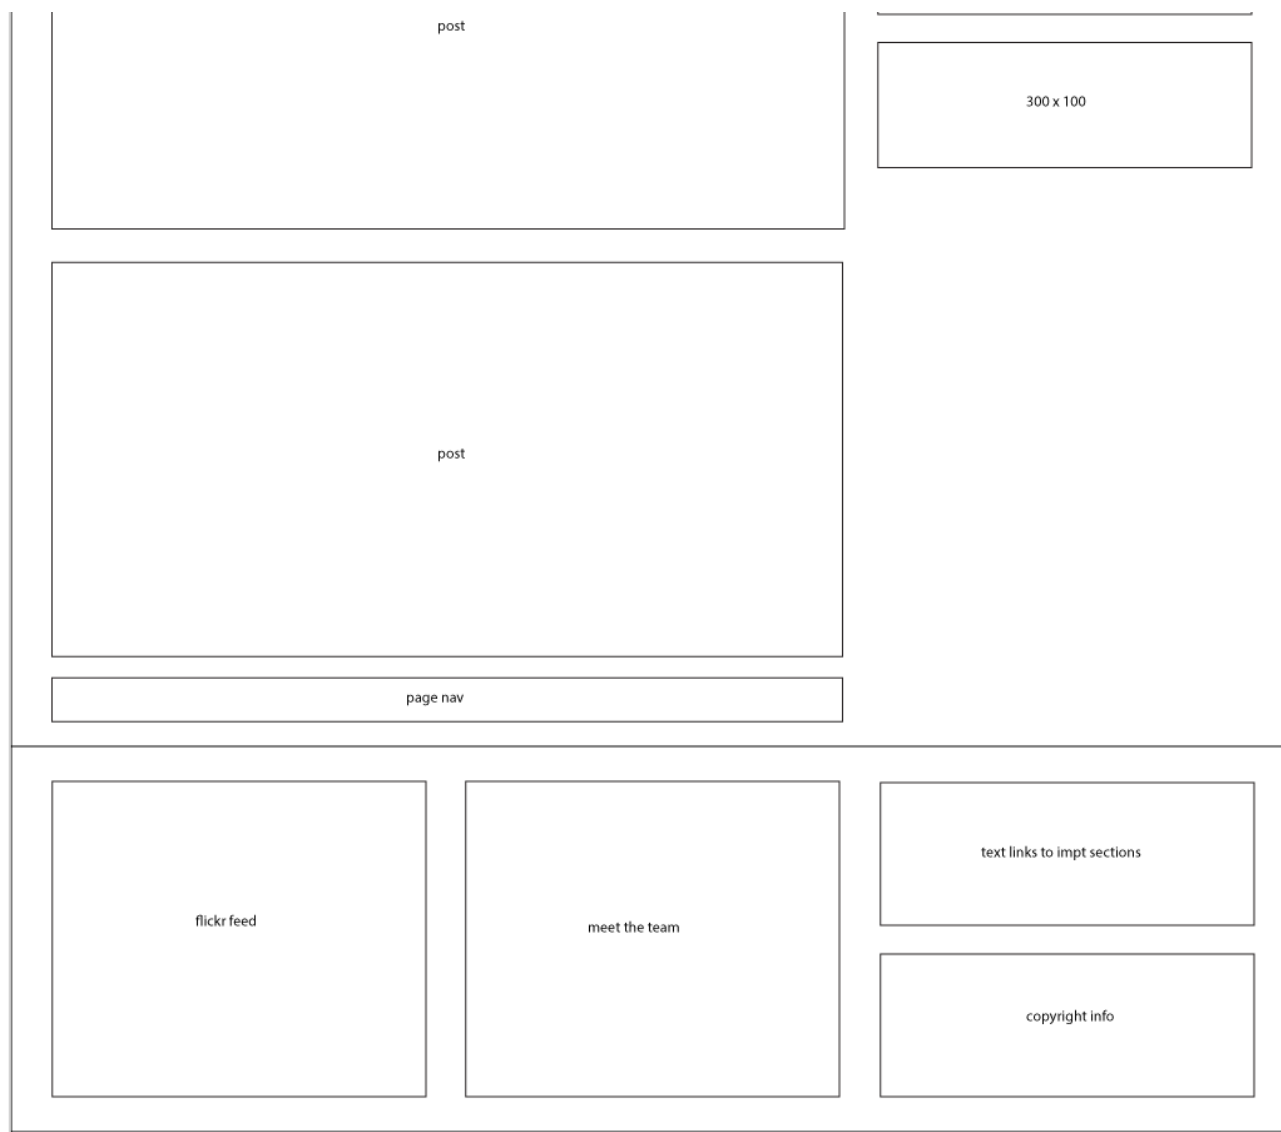 post
300 x 100
post
page nav
flickr feed
meet the team
text links to impt sections
copyright info